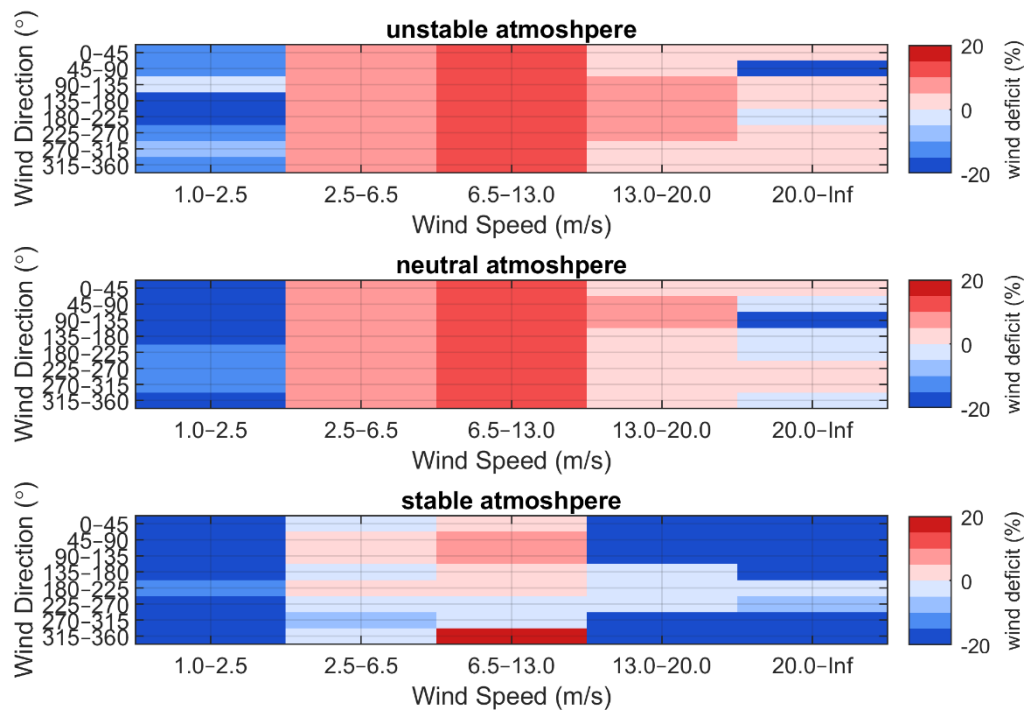 unstable atmoshpere
Wind Direction (°)
0−45
45−90
90−135
135−180
180−225
225−270
270−315
315−360
1.0−2.5 2.5−6.5 6.5−13.0 13.0−20.0 20.0−Inf
Wind Speed (m/s)
20
0
-20
wind deficit (%)
neutral atmoshpere
Wind Direction (°)
0−45
45−90
90−135
135−180
180−225
225−270
270−315
315−360
1.0−2.5 2.5−6.5 6.5−13.0 13.0−20.0 20.0−Inf
Wind Speed (m/s)
20
0
-20
wind deficit (%)
stable atmoshpere
Wind Direction (°)
0−45
45−90
90−135
135−180
180−225
225−270
270−315
315−360
1.0−2.5 2.5−6.5 6.5−13.0 13.0−20.0 20.0−Inf
Wind Speed (m/s)
20
0
-20
wind deficit (%)